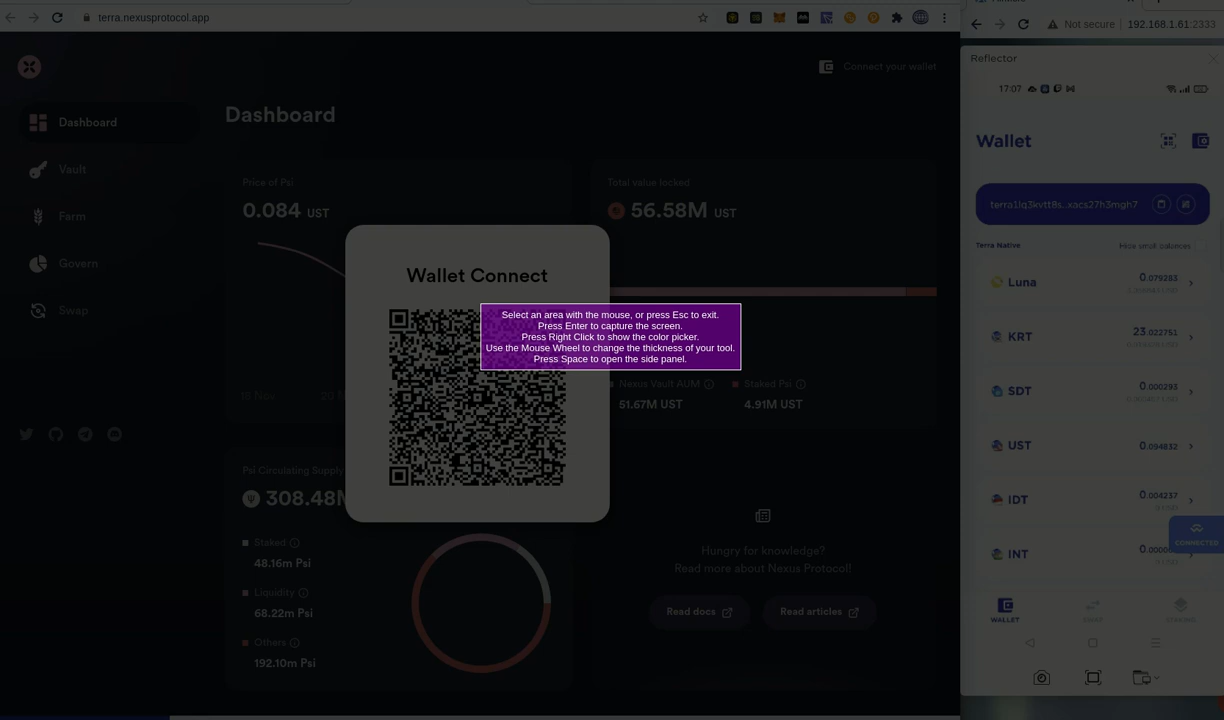 terra.nexusprotocol.app
Not secure
192.168.1.61:2333
Reflector
17:07
Connect your wallet
Dashboard
Dashboard
Vault
Farm
Govern
Swap
Price of Psi
0.084 UST
Total value locked
56.58M UST
Wallet Connect
Select an area with the mouse, or press Esc to exit.
Press Enter to capture the screen.
Press Right Click to show the color picker.
Use the Mouse Wheel to change the thickness of your tool.
Press Space to open the side panel.
Nexus Vault AUM
51.67M UST
Staked Psi
4.91M UST
Psi Circulating Supply
308.48M
Staked
48.16m Psi
Liquidity
68.22m Psi
Others
192.10m Psi
Hungry for knowledge?
Read more about Nexus Protocol!
Read docs
Read articles
Wallet
terra1lq3kvtt8s...xacs27h3mgh7
Terra Native
Hide small balances
Luna
0.079283
KRT
23.022751
SDT
0.000293
UST
0.094832
IDT
0.004237
INT
CONNECTED
WALLET